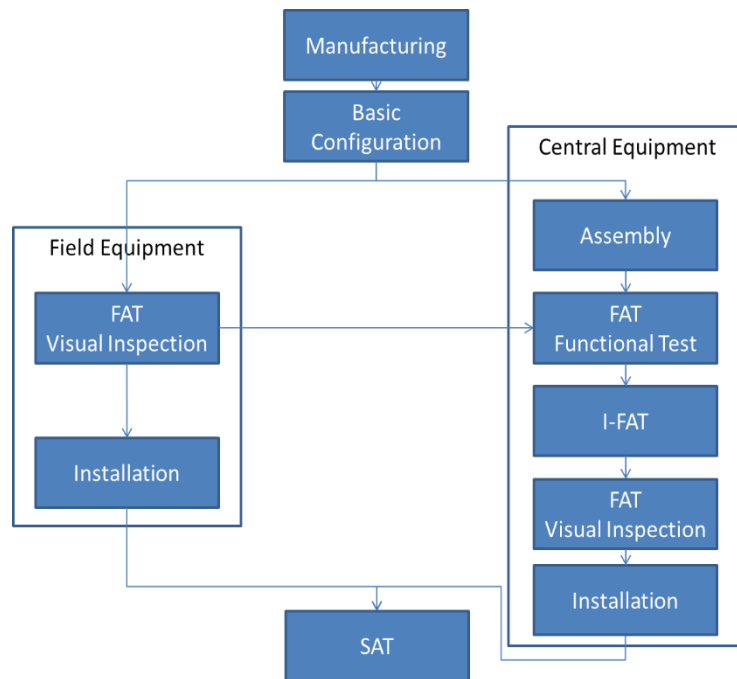 Manufacturing
Basic
Configuration
Central Equipment
Assembly
Field Equipment
FAT
Visual Inspection
FAT
Functional Test
I-FAT
Installation
FAT
Visual Inspection
Installation
SAT